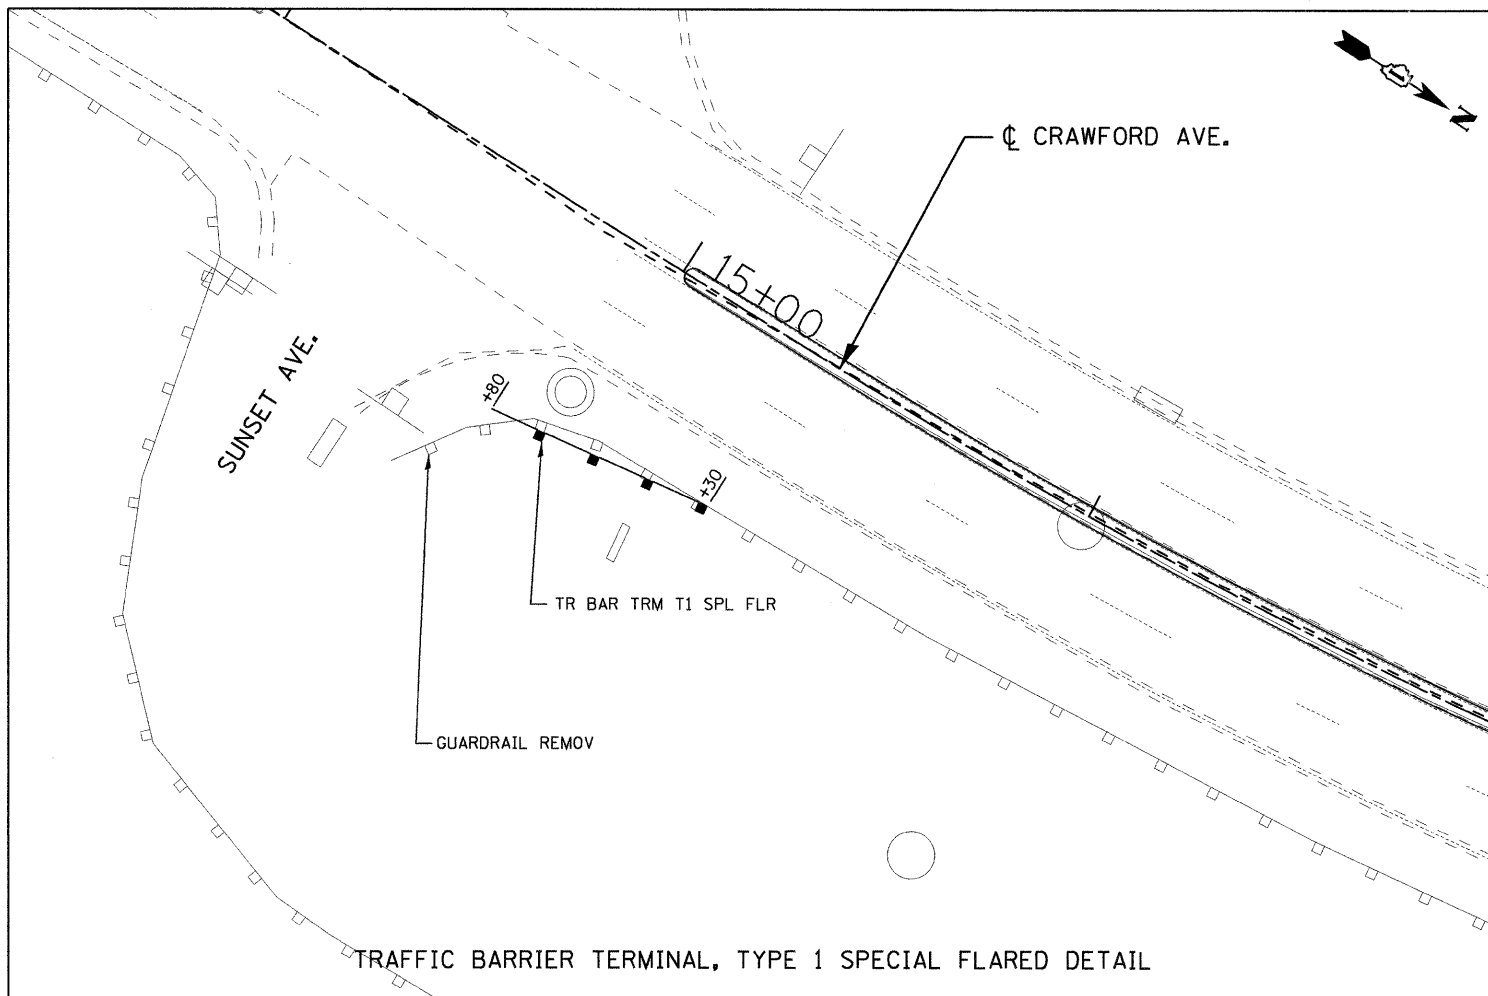 N
℄ CRAWFORD AVE.
15+00
SUNSET AVE.
+80
+30
TR BAR TRM T1 SPL FLR
GUARDRAIL REMOV
TRAFFIC BARRIER TERMINAL, TYPE 1 SPECIAL FLARED DETAIL